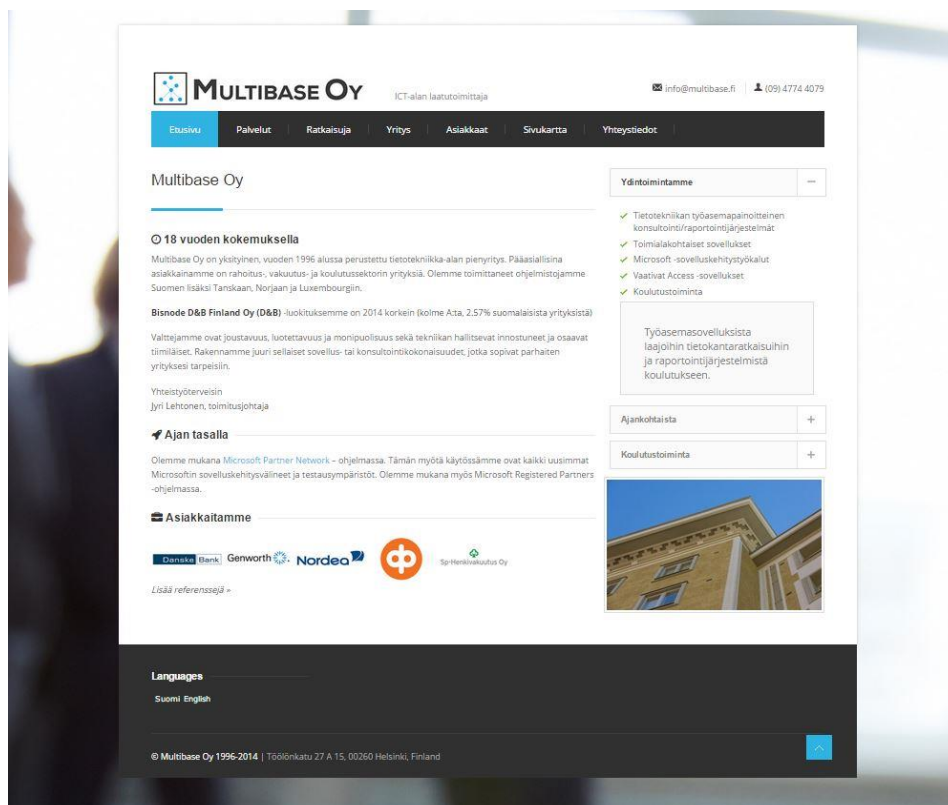 MULTIBASE OY
ICT-alan laatutoimittaja
info@multibase.fi
(09) 4774 4079
Etusivu Palvelut Ratkaisuja Yritys Asiakkaat Sivukartta Yhteystiedot
Multibase Oy
18 vuoden kokemuksella
Multibase Oy on yksityinen, vuoden 1996 alussa perustettu tietotekniikka-alan pienyritys. Pääasiallisina
asiakkainamme on rahoitus-, vakuutus- ja koulutussektorin yrityksiä. Olemme toimittaneet ohjelmistojamme
Suomen lisäksi Tanskaan, Norjaan ja Luxembourgiin.
Bisnode D&B Finland Oy (D&B) -luokituksemme on 2014 korkein (kolme A:ta, 2,57% suomalaisista yrityksistä)
Valttejamme ovat joustavuus, luotettavuus ja monipuolisuus sekä tekniikan hallitsevat innostuneet ja osaavat
tiimiläiset. Rakennamme juuri sellaiset sovellus- tai konsultointikokonaisuudet, jotka sopivat parhaiten
yrityksesi tarpeisiin.
Yhteistyöterveisin
Jyri Lehtonen, toimitusjohtaja
Ajan tasalla
Olemme mukana Microsoft Partner Network – ohjelmassa. Tämän myötä käytössämme ovat kaikki uusimmat
Microsoftin sovelluskehitysvälineet ja testausympäristöt. Olemme mukana myös Microsoft Registered Partners
-ohjelmassa.
Asiakkaitamme
Danske Bank Genworth Nordea Sp-Henkivakuutus Oy
Lisää referenssejä »
Ydintoimintamme
Tietotekniikan työasemapainoitteinen
konsultointi/raportointijärjestelmät
Toimialakohtaiset sovellukset
Microsoft -sovelluskehitystyökalut
Vaativat Access -sovellukset
Koulutustoiminta
Työasemasovelluksista
laajoihin tietokantaratkaisuihin
ja raportointijärjestelmistä
koulutukseen.
Ajankohtaista
Koulutustoiminta
Languages
Suomi English
© Multibase Oy 1996-2014 | Töölönkatu 27 A 15, 00260 Helsinki, Finland